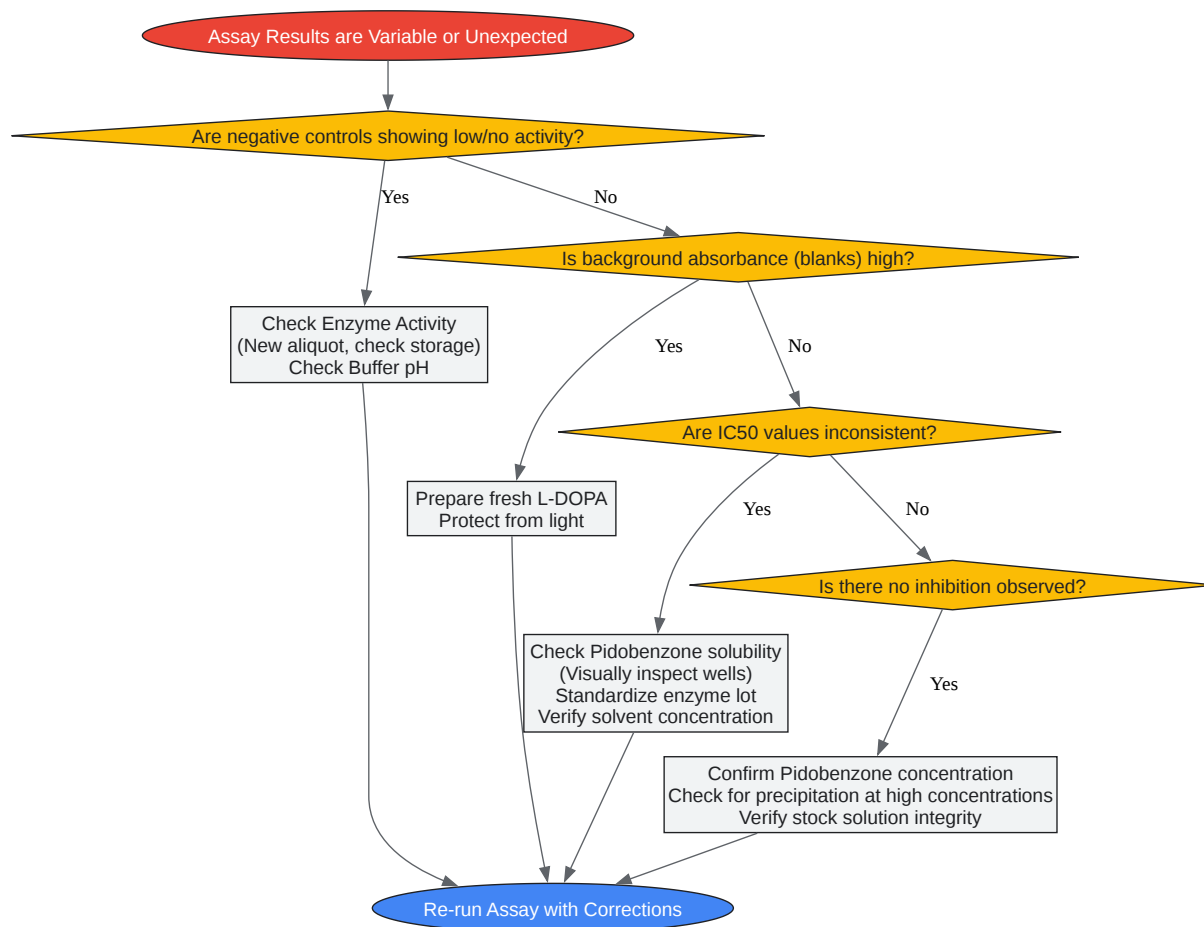 Assay Results are Variable or Unexpected
Are negative controls showing low/no activity?
Yes
No
Is background absorbance (blanks) high?
Check Enzyme Activity
(New aliquot, check storage)
Check Buffer pH
Yes
No
Are IC50 values inconsistent?
Prepare fresh L-DOPA
Protect from light
Yes
No
Is there no inhibition observed?
Check Pidobenzone solubility
(Visually inspect wells)
Standardize enzyme lot
Verify solvent concentration
Yes
Confirm Pidobenzone concentration
Check for precipitation at high concentrations
Verify stock solution integrity
Re-run Assay with Corrections